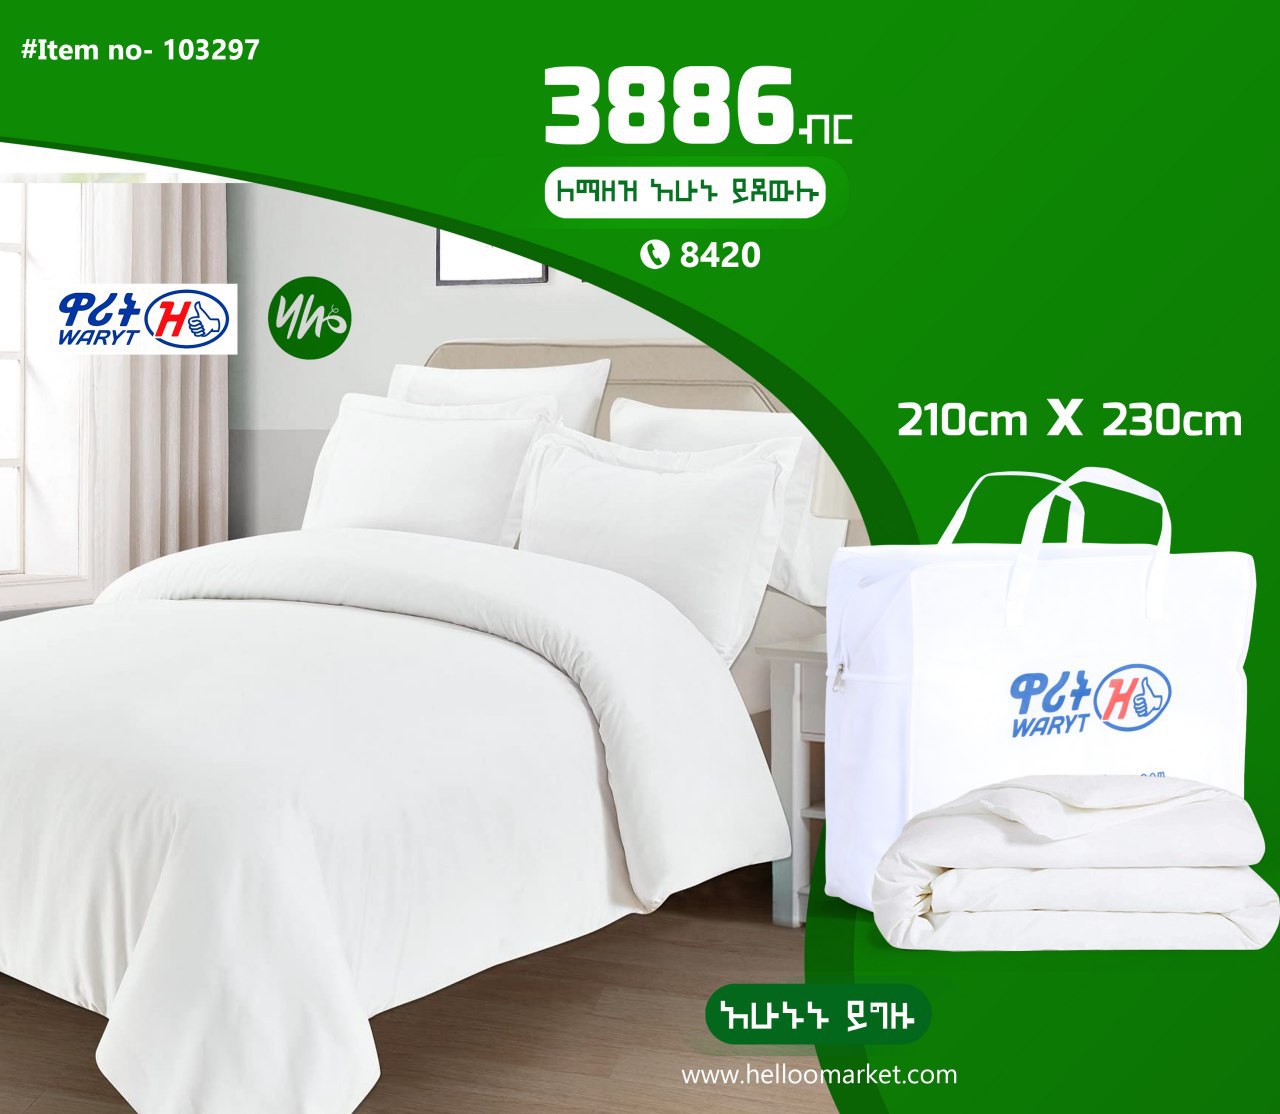 #Item no- 103297
3886ብር
ለማዘዝ አሁኑ ይደውሉ
8420
ዋሪት
WARYT
210cm X 230cm
ዋሪት
WARYT
አሁኑኑ ይግዙ
www.helloomarket.com